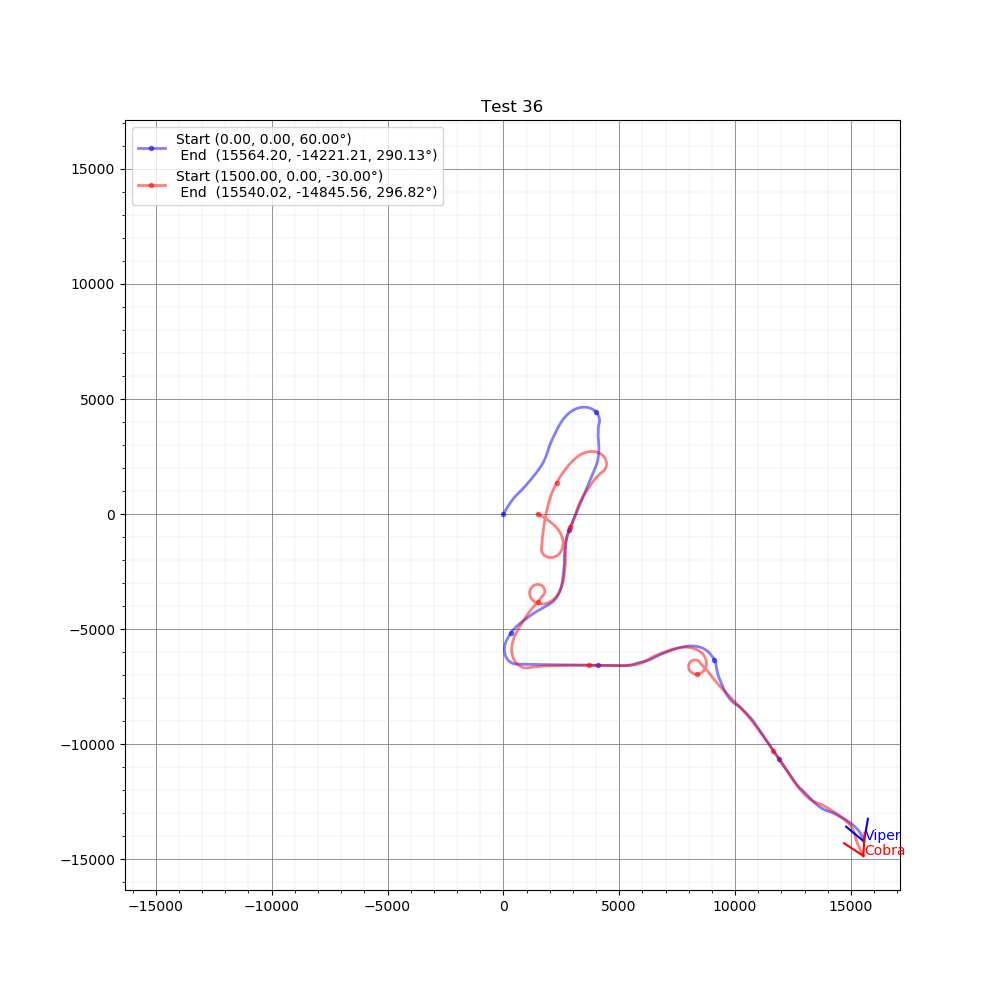 Test 36
Start (0.00, 0.00, 60.00°)
End  (15564.20, -14221.21, 290.13°)
Start (1500.00, 0.00, -30.00°)
End  (15540.02, -14845.56, 296.82°)
15000
10000
5000
0
−5000
−10000
−15000
Viper
Cobra
−15000 −10000 −5000 0 5000 10000 15000